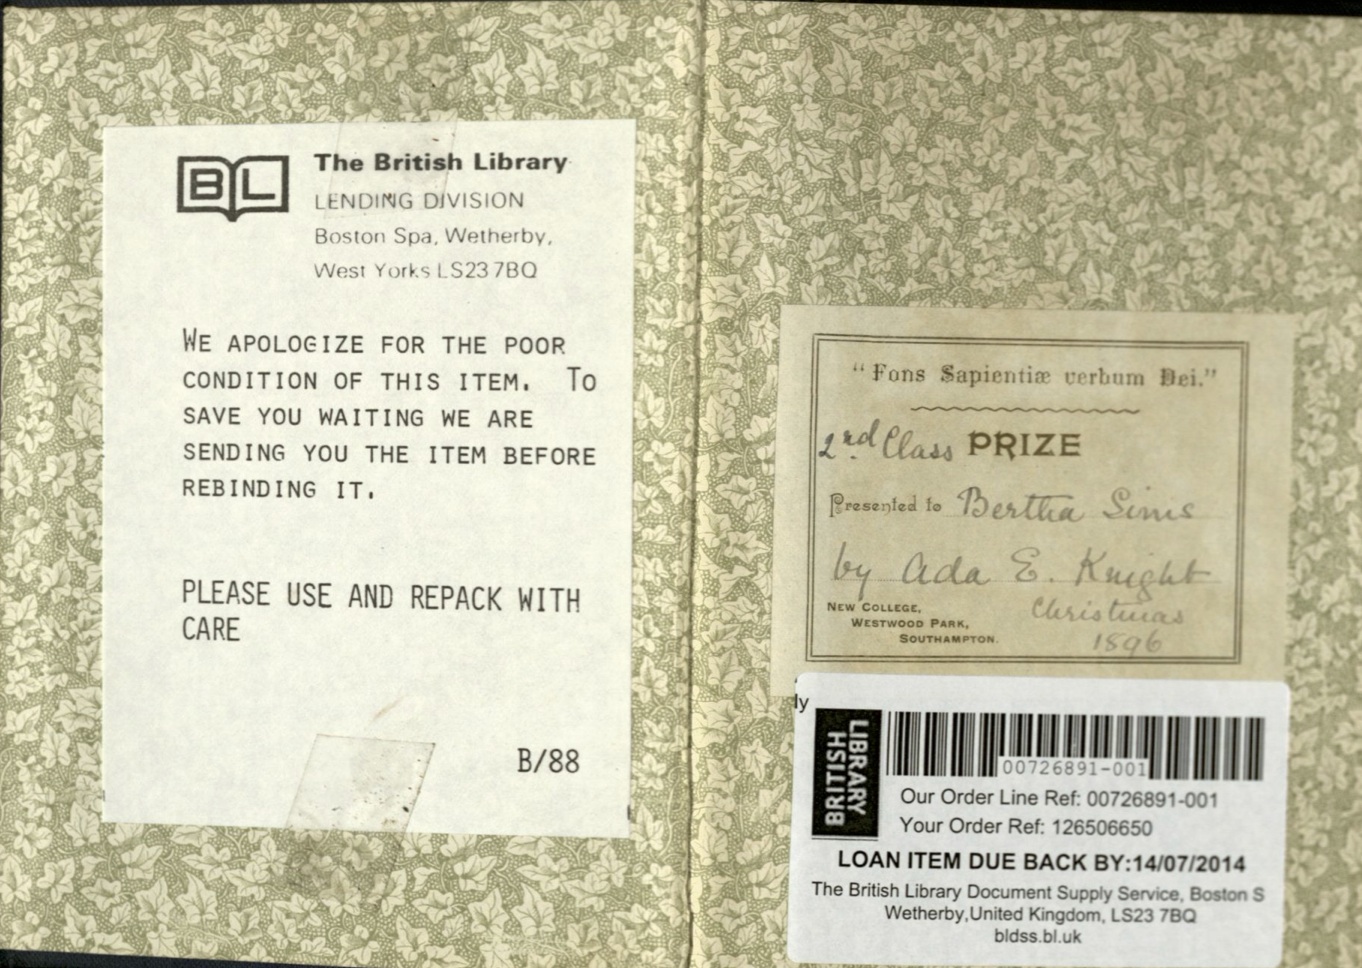 BL
The British Library
LENDING DIVISION
Boston Spa, Wetherby,
West Yorks LS23 7BQ
WE APOLOGIZE FOR THE POOR
CONDITION OF THIS ITEM. TO
SAVE YOU WAITING WE ARE
SENDING YOU THE ITEM BEFORE
REBINDING IT.
PLEASE USE AND REPACK WITH
CARE
B/88
"Fons Sapientiæ verbum Dei."
2nd Class PRIZE
Presented to Bertha Sims
by Ada E. Knight
Christmas
1896
NEW COLLEGE,
WESTWOOD PARK,
SOUTHAMPTON.
ly
BRITISH
LIBRARY
00726891-001
Our Order Line Ref: 00726891-001
Your Order Ref: 126506650
LOAN ITEM DUE BACK BY:14/07/2014
The British Library Document Supply Service, Boston S
Wetherby,United Kingdom, LS23 7BQ
bldss.bl.uk